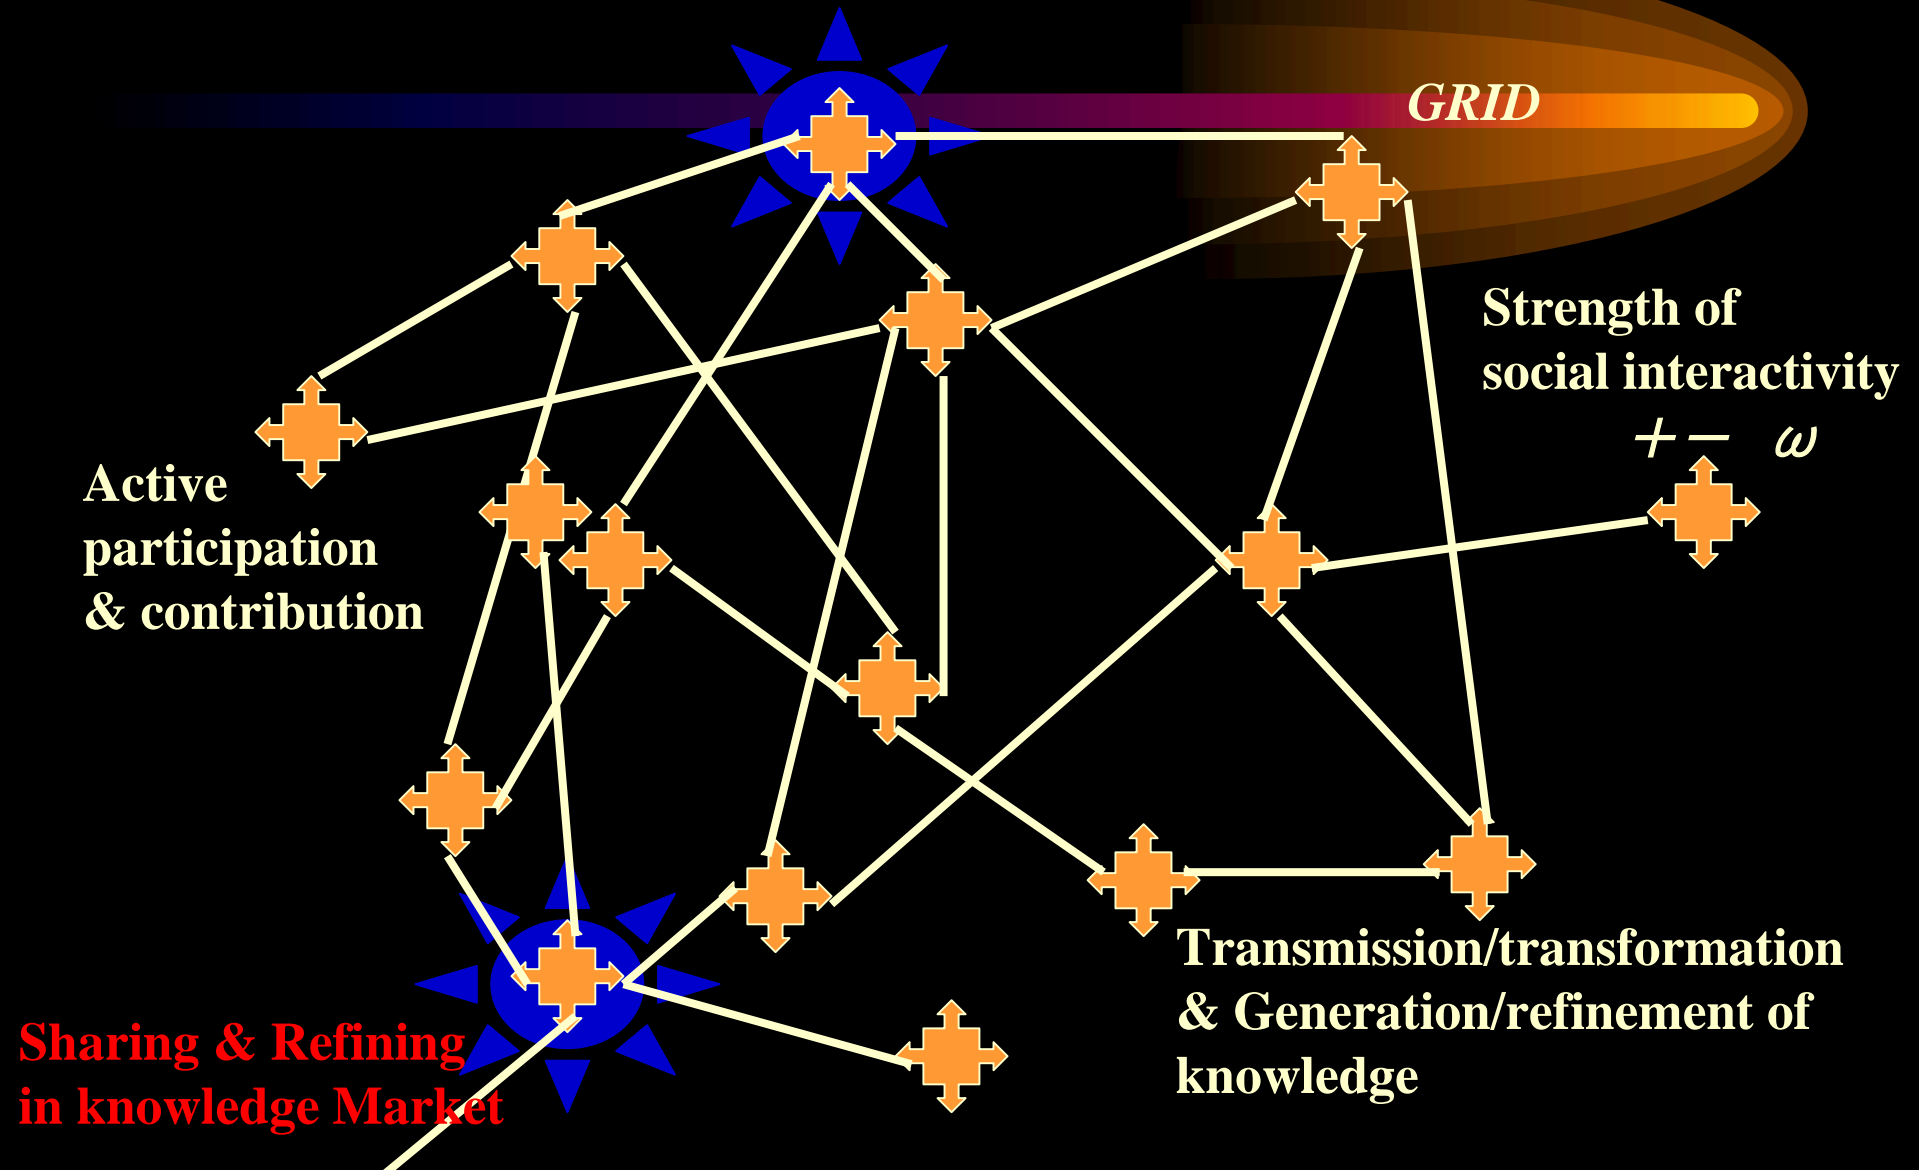 GRID
Strength of
social interactivity
+− ω
Active
participation
& contribution
Transmission/transformation
& Generation/refinement of
knowledge
Sharing & Refining
in knowledge Market